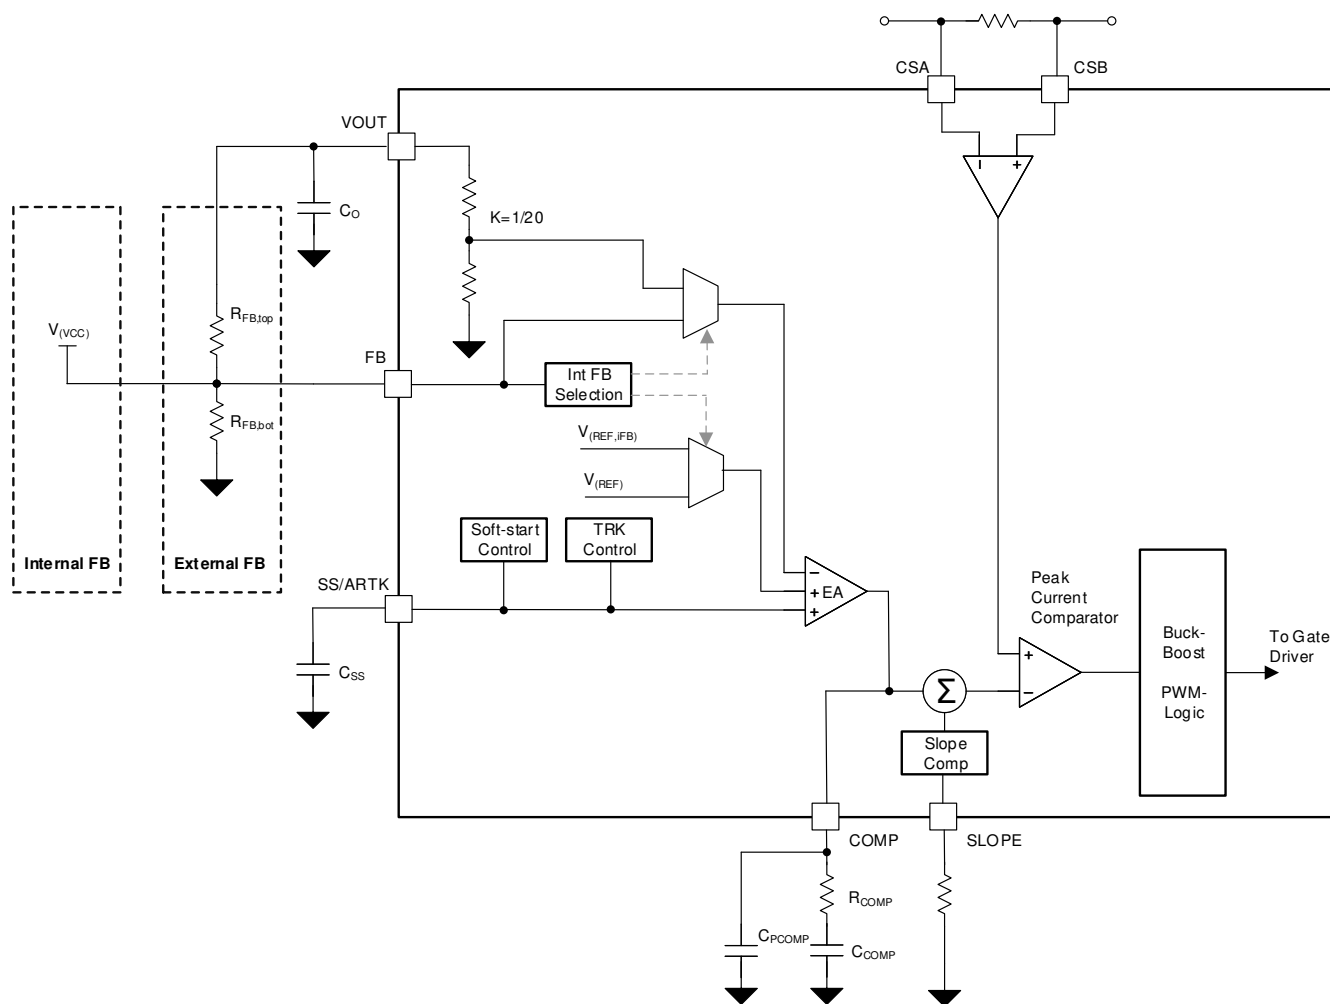 CSA
CSB
VOUT
K=1/20
CO
RFB,top
V(VCC)
FB
Int FB
Selection
RFB,bot
V(REF,iFB)
V(REF)
Soft-start
Control
TRK
Control
Internal FB
External FB
SS/ARTK
EA
Peak
Current
Comparator
Buck-
Boost
PWM-
Logic
To Gate
Driver
CSS
Σ
Slope
Comp
COMP
SLOPE
RCOMP
CPCOMP
CCOMP